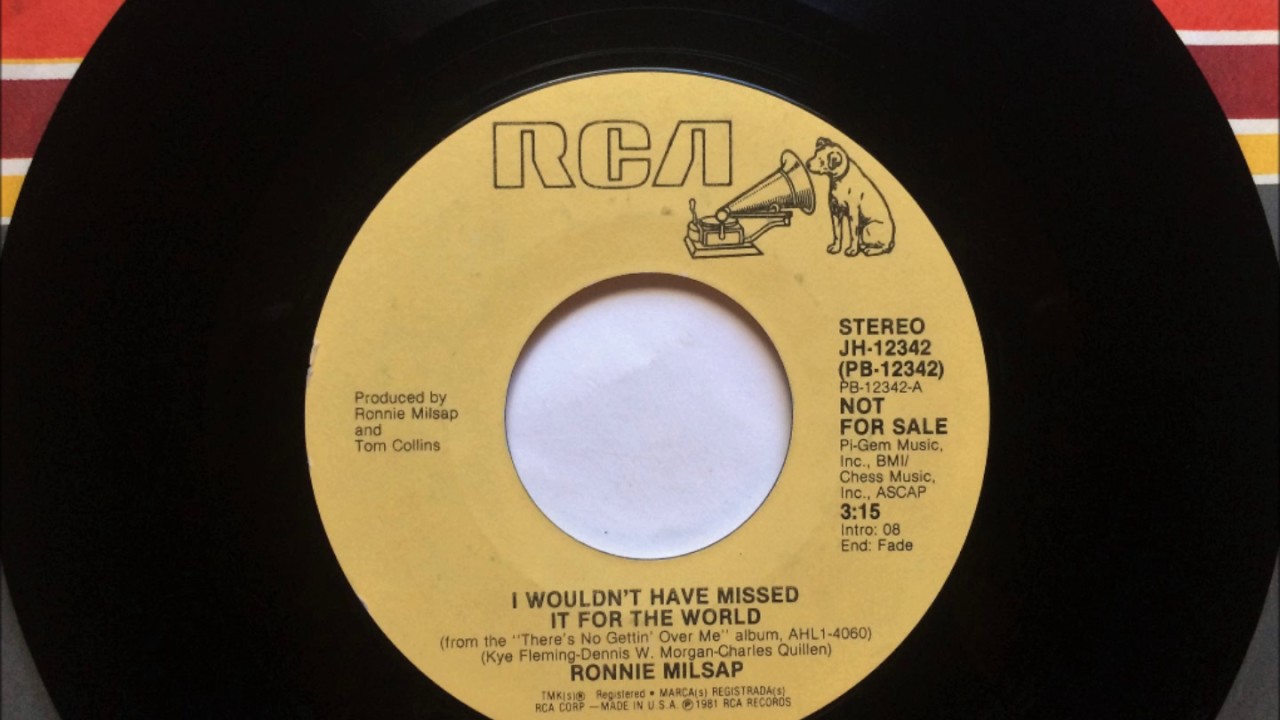 RCA
STEREO
JH-12342
(PB-12342)
PB-12342-A
NOT
FOR SALE
Pi-Gem Music,
Inc., BMI/
Chess Music,
Inc., ASCAP
3:15
Intro: 08
End: Fade
Produced by
Ronnie Milsap
and
Tom Collins
I WOULDN'T HAVE MISSED
IT FOR THE WORLD
(from the "There's No Gettin' Over Me" album, AHL1-4060)
(Kye Fleming-Dennis W. Morgan-Charles Quillen)
RONNIE MILSAP
TMK(s)® Registered • MARCA(s) REGISTRADA(s)
RCA CORP —MADE IN U.S.A. ℗1981 RCA RECORDS